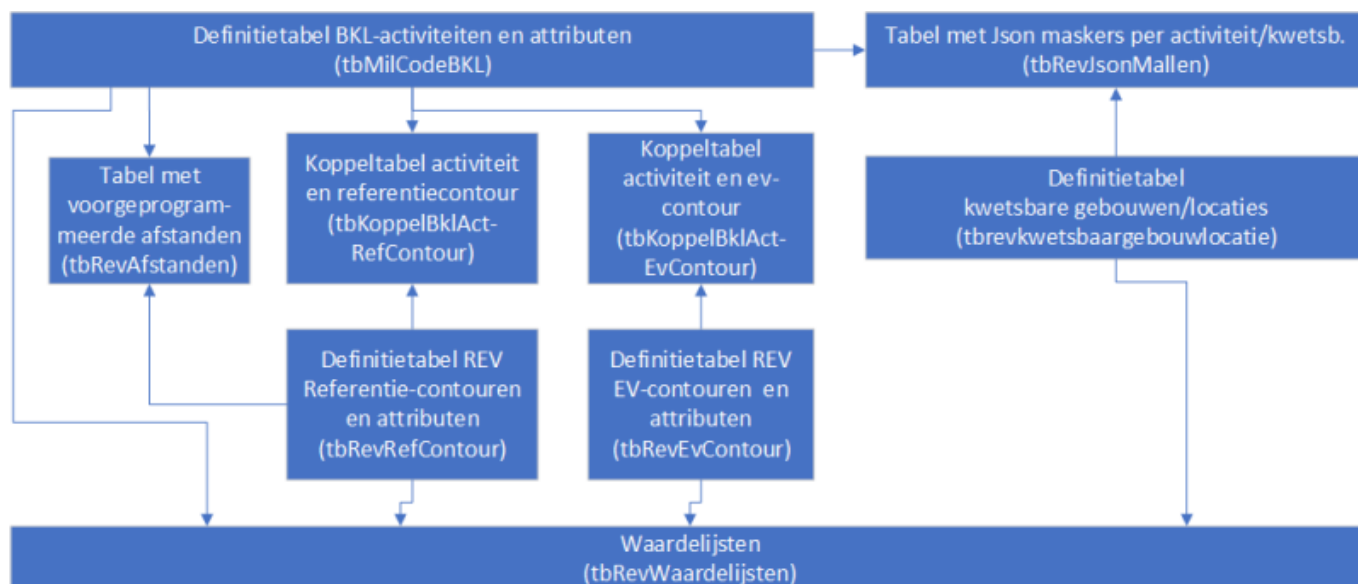 Definitietabel BKL-activiteiten en attributen
(tbMilCodeBKL)
Tabel met Json maskers per activiteit/kwetsb.
(tbRevJsonMallen)
Tabel met
voorgeprogram-
meerde afstanden
(tbRevAfstanden)
Koppeltabel activiteit
en referentiecontour
(tbKoppelBklAct-
RefContour)
Koppeltabel
activiteit en ev-
contour
(tbKoppelBklAct-
EvContour)
Definitietabel
kwetsbare gebouwen/locaties
(tbrevkwetsbaargebouwlocatie)
Definitietabel REV
Referentie-contouren
en attributen
(tbRevRefContour)
Definitietabel REV
EV-contouren en
attributen
(tbRevEvContour)
Waardelijsten
(tbRevWaardelijsten)